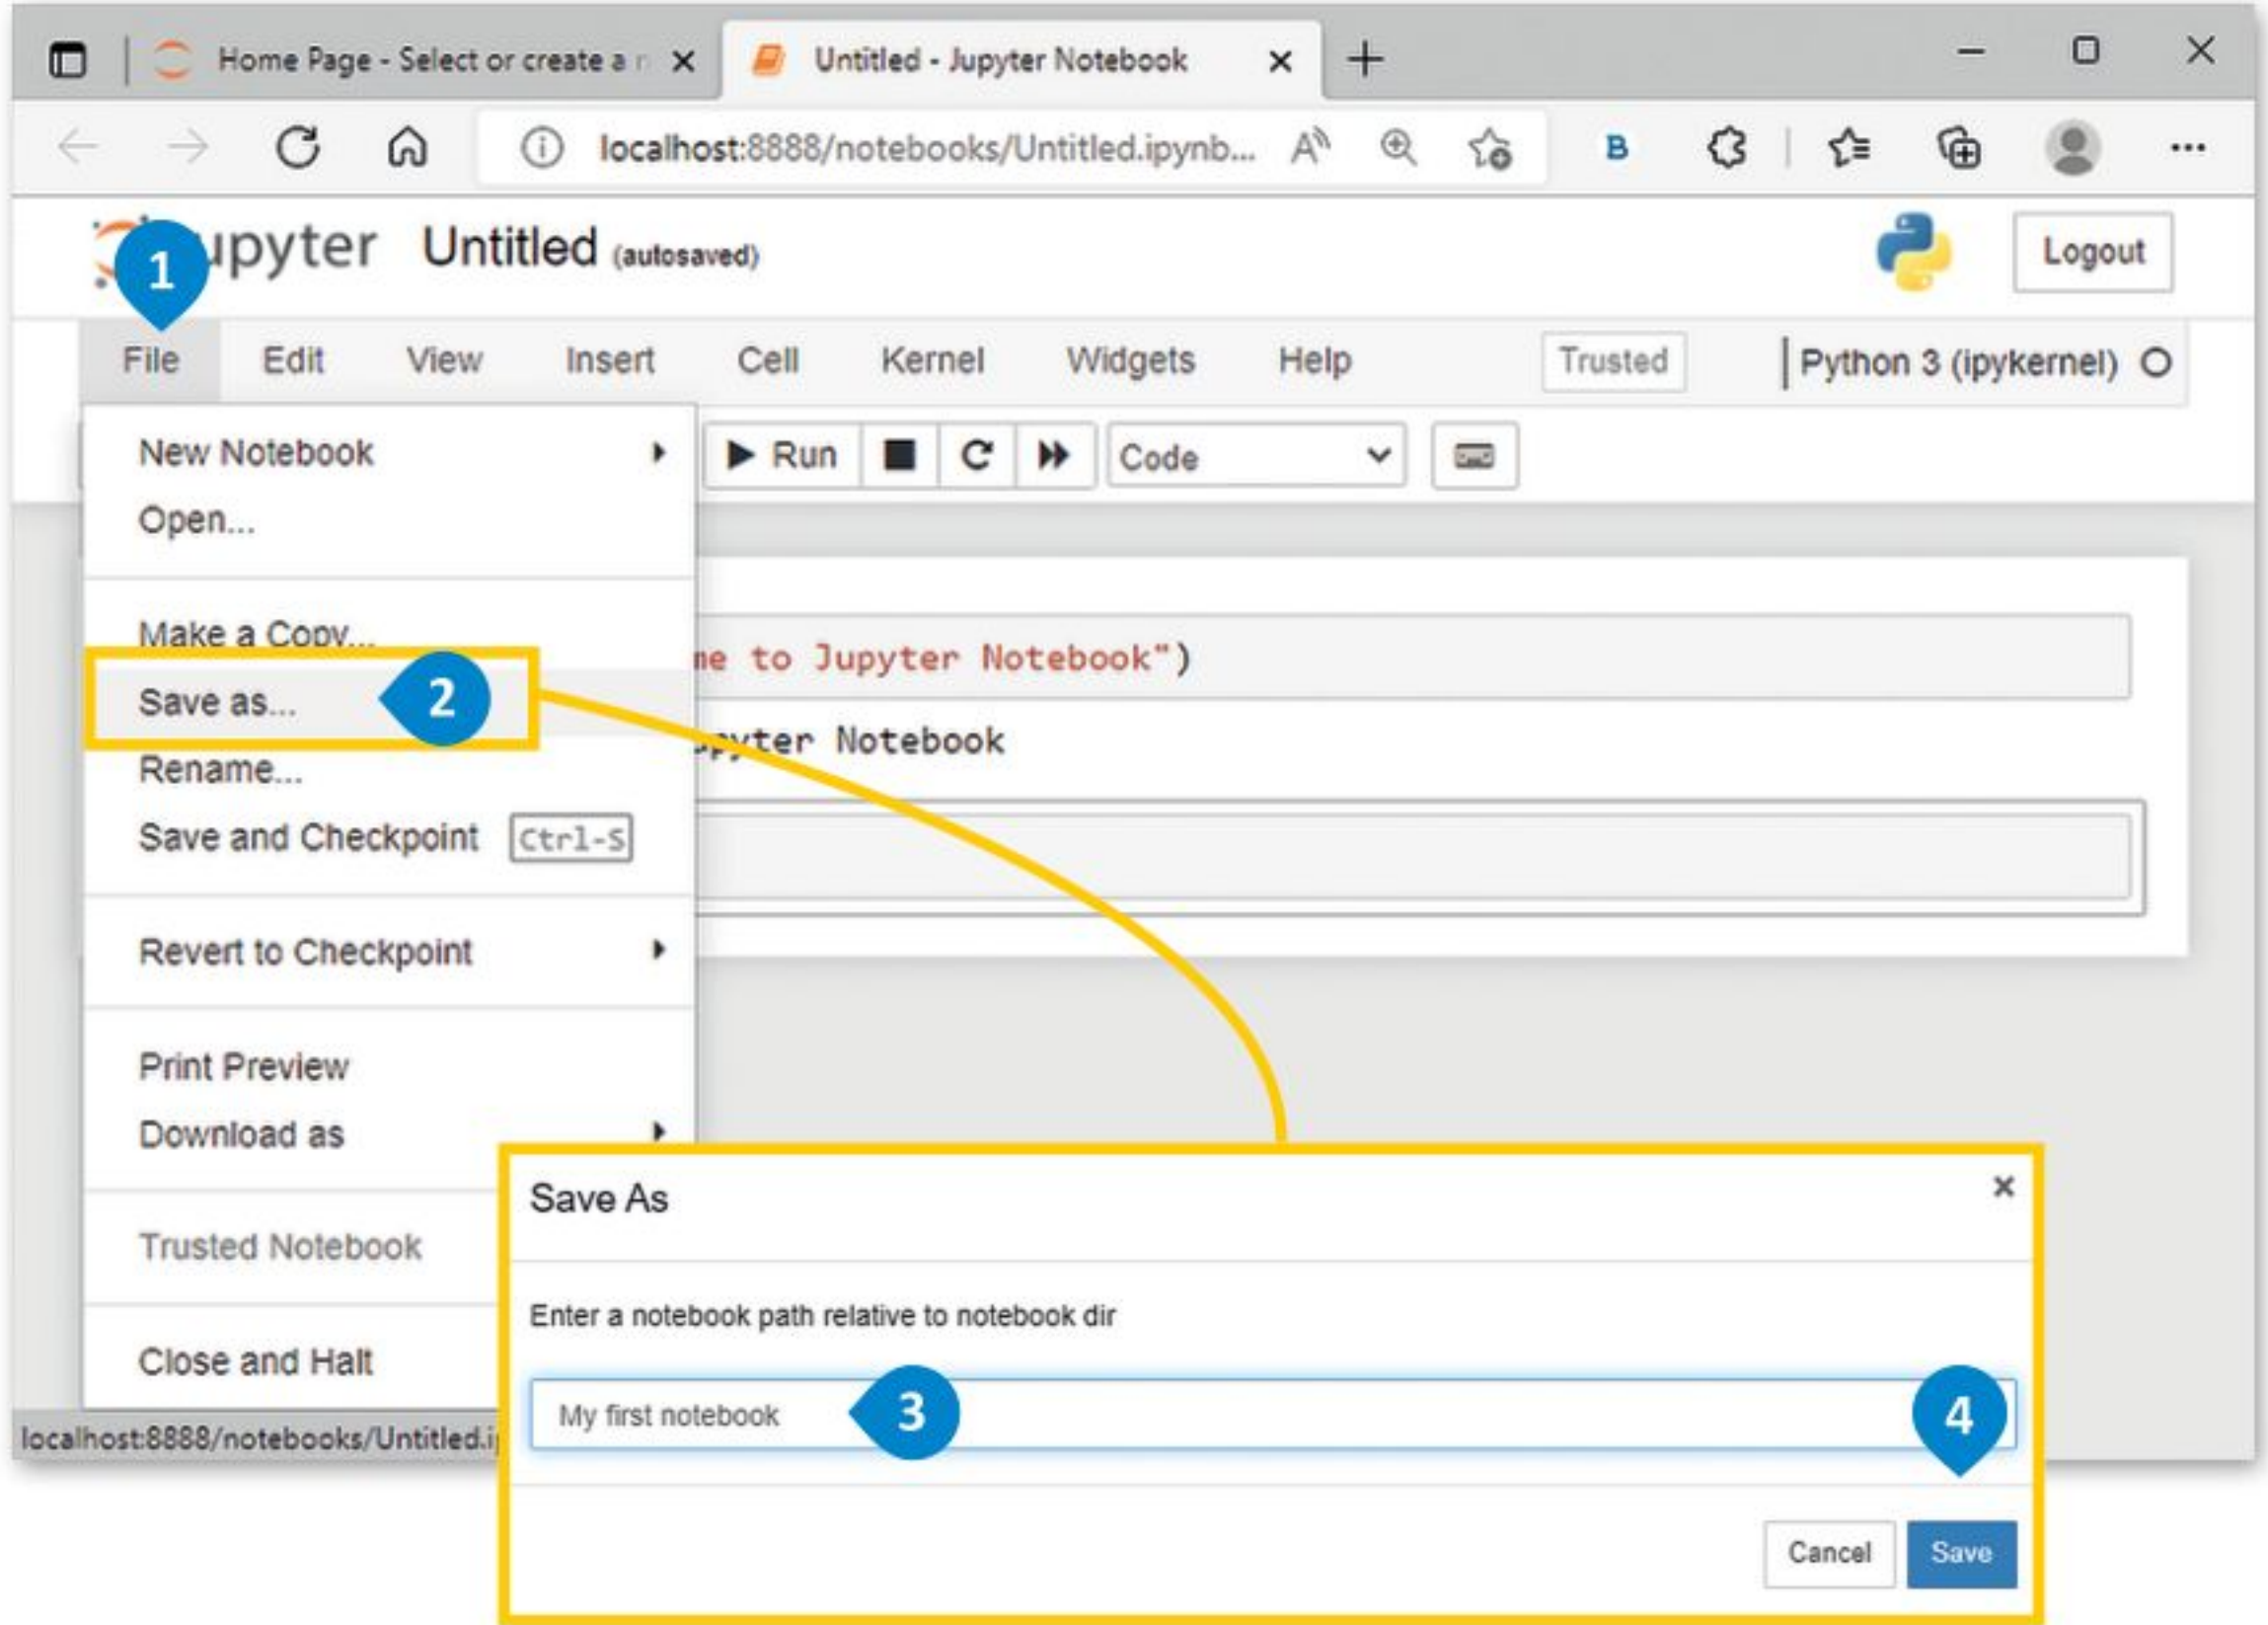 Home Page - Select or create a
Untitled - Jupyter Notebook
localhost:8888/notebooks/Untitled.ipynb...
B
upyter Untitled (autosaved)
Logout
1
File Edit View Insert Cell Kernel Widgets Help Trusted Python 3 (ipykernel)
New Notebook
Run
Code
Open...
Make a Copy...
me to Jupyter Notebook")
Save as...
2
upyter Notebook
Rename...
Save and Checkpoint Ctrl-S
Revert to Checkpoint
Print Preview
Download as
Trusted Notebook
Close and Halt
localhost:8888/notebooks/Untitled.i
Save As
Enter a notebook path relative to notebook dir
My first notebook
3
4
Cancel Save